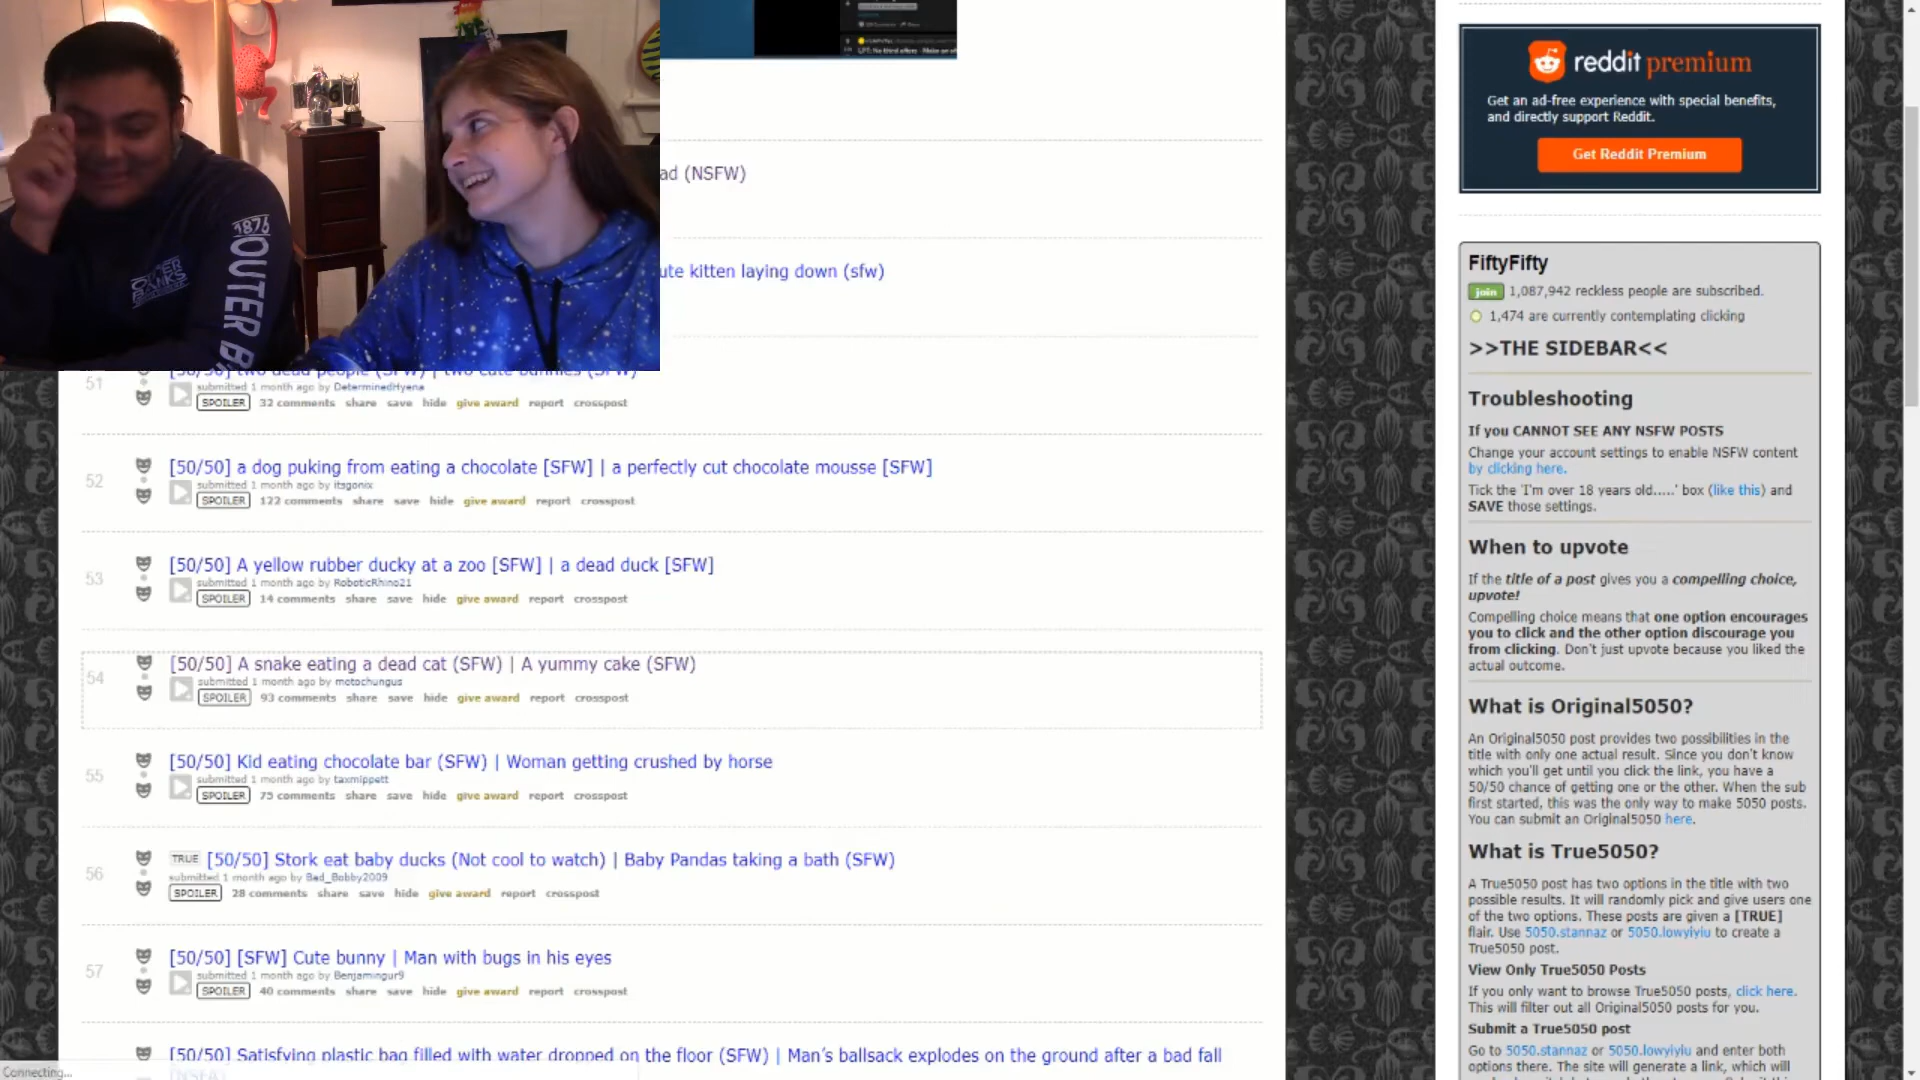 LPT: No third offers - Make an of
ad (NSFW)
ute kitten laying down (sfw)
1876
OUTER BA
OUTER
BANKS
51
[50/50] two dead people (SFW) | two cute bunnies (SFW)
submitted 1 month ago by DeterminedHyena
SPOILER 32 comments share save hide give award report crosspost
52
[50/50] a dog puking from eating a chocolate [SFW] | a perfectly cut chocolate mousse [SFW]
submitted 1 month ago by itsgonix
SPOILER 122 comments share save hide give award report crosspost
53
[50/50] A yellow rubber ducky at a zoo [SFW] | a dead duck [SFW]
submitted 1 month ago by RoboticRhino21
SPOILER 14 comments share save hide give award report crosspost
54
[50/50] A snake eating a dead cat (SFW) | A yummy cake (SFW)
submitted 1 month ago by motochungus
SPOILER 93 comments share save hide give award report crosspost
55
[50/50] Kid eating chocolate bar (SFW) | Woman getting crushed by horse
submitted 1 month ago by taxmippett
SPOILER 75 comments share save hide give award report crosspost
56
TRUE [50/50] Stork eat baby ducks (Not cool to watch) | Baby Pandas taking a bath (SFW)
submitted 1 month ago by Bad_Bobby2009
SPOILER 28 comments share save hide give award report crosspost
57
[50/50] [SFW] Cute bunny | Man with bugs in his eyes
submitted 1 month ago by Benjamingur9
SPOILER 40 comments share save hide give award report crosspost
[50/50] Satisfying plastic bag filled with water dropped on the floor (SFW) | Man's ballsack explodes on the ground after a bad fall
Connecting...
reddit premium
Get an ad-free experience with special benefits,
and directly support Reddit.
Get Reddit Premium
FiftyFifty
join 1,087,942 reckless people are subscribed.
1,474 are currently contemplating clicking
>>THE SIDEBAR<<
Troubleshooting
If you CANNOT SEE ANY NSFW POSTS
Change your account settings to enable NSFW content
by clicking here.
Tick the 'I'm over 18 years old.....' box (like this) and
SAVE those settings.
When to upvote
If the title of a post gives you a compelling choice,
upvote!
Compelling choice means that one option encourages
you to click and the other option discourage you
from clicking. Don't just upvote because you liked the
actual outcome.
What is Original5050?
An Original5050 post provides two possibilities in the
title with only one actual result. Since you don't know
which you'll get until you click the link, you have a
50/50 chance of getting one or the other. When the sub
first started, this was the only way to make 5050 posts.
You can submit an Original5050 here.
What is True5050?
A True5050 post has two options in the title with two
possible results. It will randomly pick and give users one
of the two options. These posts are given a [TRUE]
flair. Use 5050.stannaz or 5050.lowyiyiu to create a
True5050 post.
View Only True5050 Posts
If you only want to browse True5050 posts, click here.
This will filter out all Original5050 posts for you.
Submit a True5050 post
Go to 5050.stannaz or 5050.lowyiyiu and enter both
options there. The site will generate a link, which will